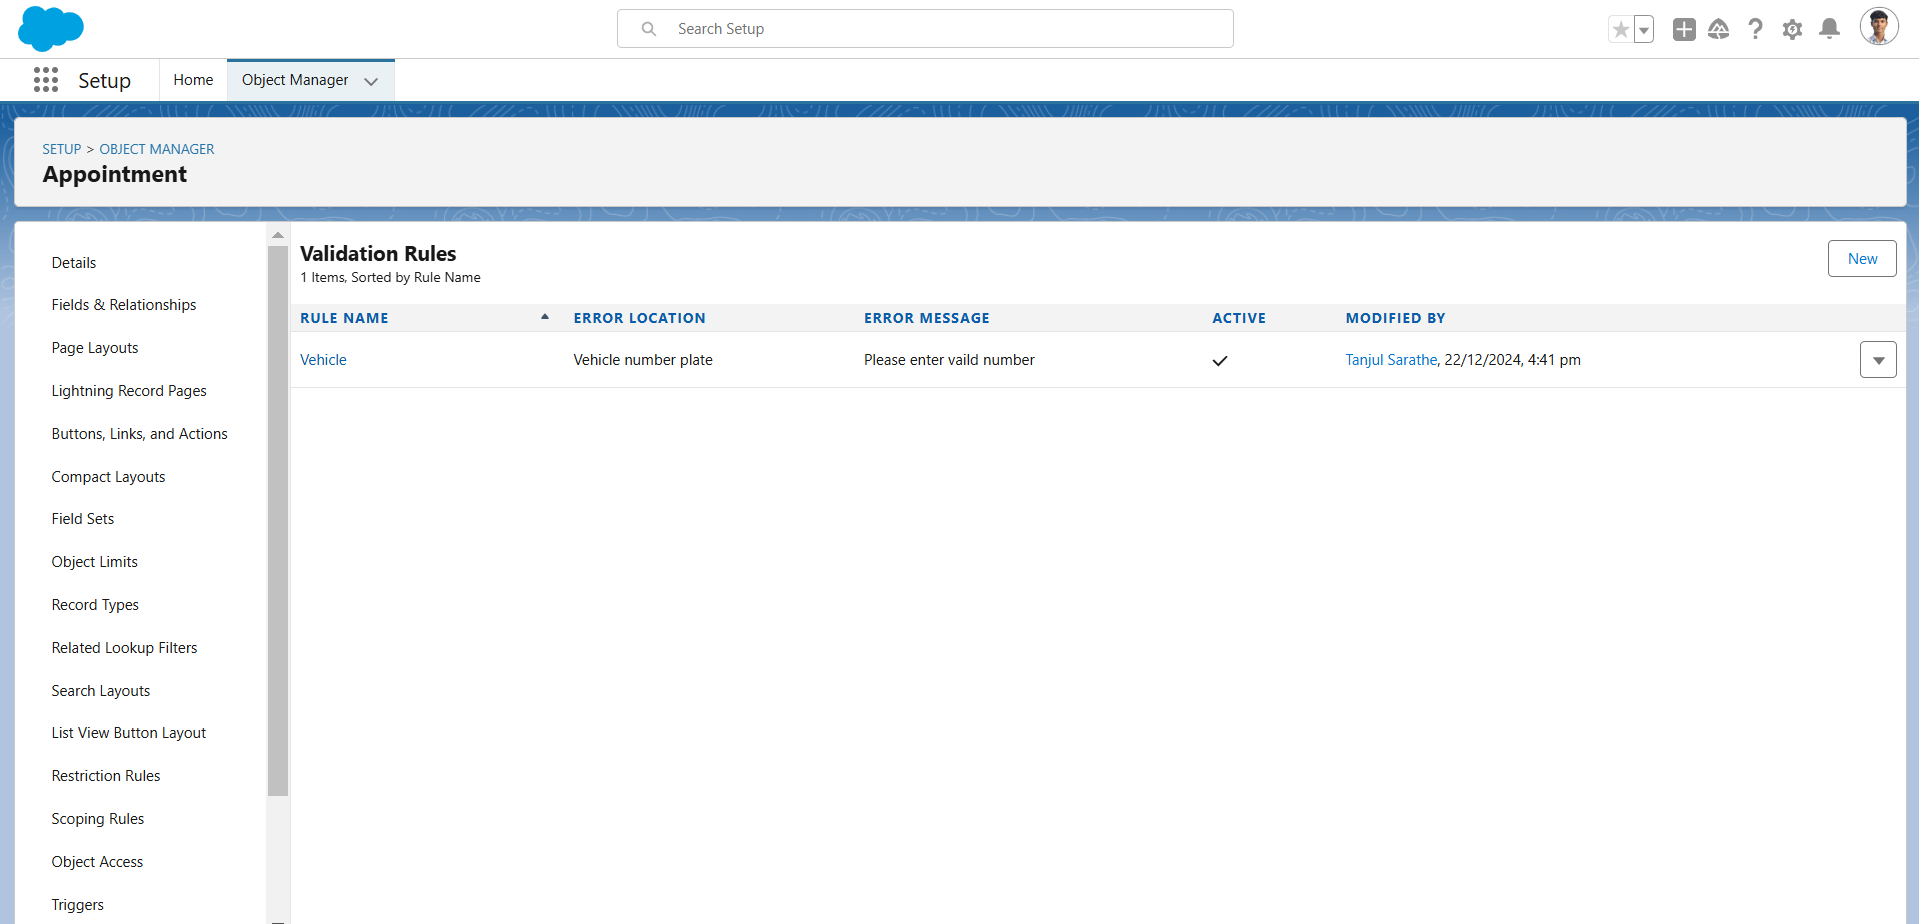 Search Setup
Setup
Home
Object Manager
SETUP > OBJECT MANAGER
Appointment
Details
Fields & Relationships
Page Layouts
Lightning Record Pages
Buttons, Links, and Actions
Compact Layouts
Field Sets
Object Limits
Record Types
Related Lookup Filters
Search Layouts
List View Button Layout
Restriction Rules
Scoping Rules
Object Access
Triggers
Validation Rules
1 Items, Sorted by Rule Name
New
RULE NAME ERROR LOCATION ERROR MESSAGE ACTIVE MODIFIED BY
Vehicle Vehicle number plate Please enter vaild number Tanjul Sarathe, 22/12/2024, 4:41 pm